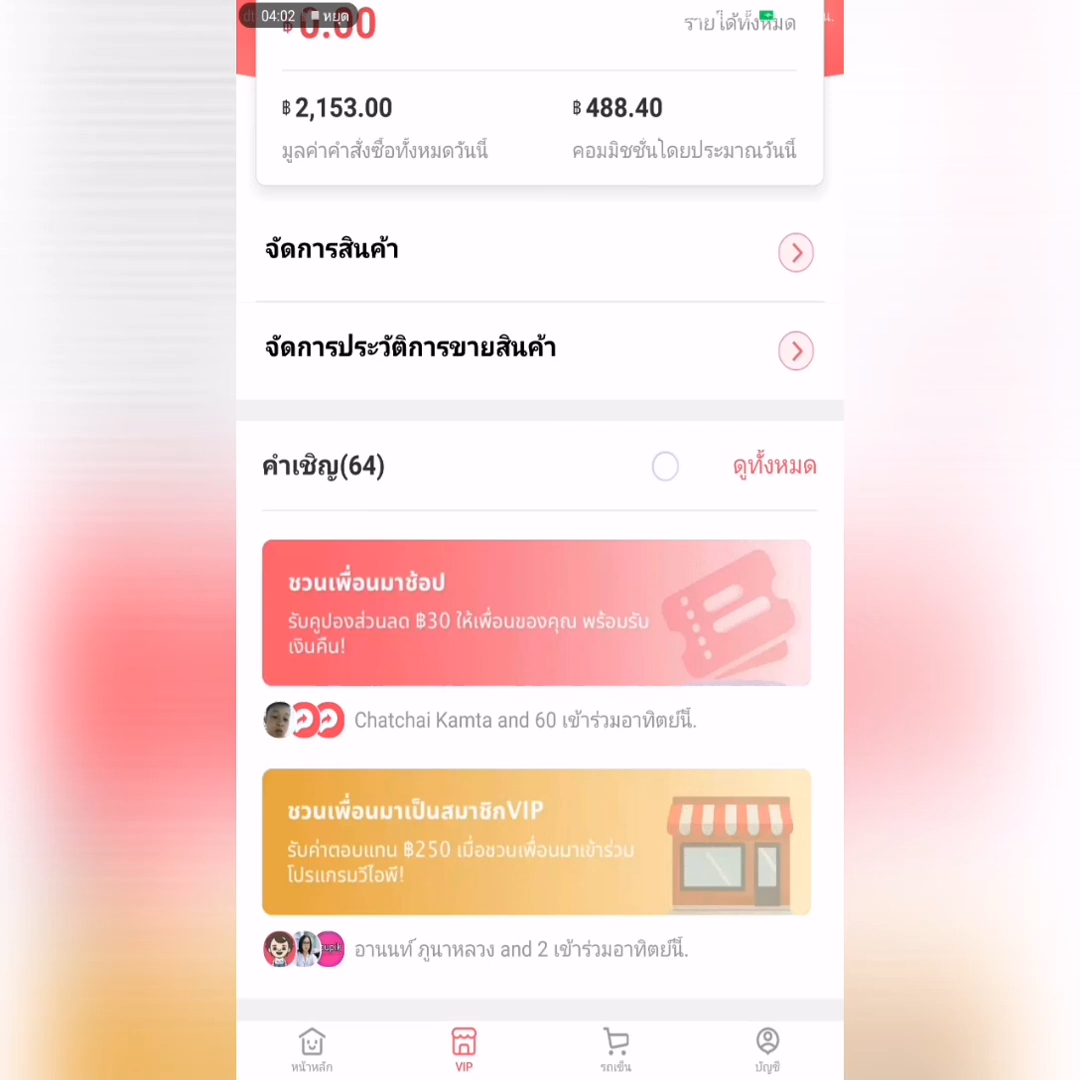 04:02 หยุด
฿ 0.00
รายได้ทั้งหมด
น.
฿ 2,153.00
฿ 488.40
มูลค่าคำสั่งซื้อทั้งหมดวันนี้
คอมมิชชั่นโดยประมาณวันนี้
จัดการสินค้า
จัดการประวัติการขายสินค้า
คำเชิญ(64)
ดูทั้งหมด
ชวนเพื่อนมาช้อป
รับคูปองส่วนลด ฿30 ให้เพื่อนของคุณ พร้อมรับ
เงินคืน!
Chatchai Kamta and 60 เข้าร่วมอาทิตย์นี้.
ชวนเพื่อนมาเป็นสมาชิกVIP
รับค่าตอบแทน ฿250 เมื่อชวนเพื่อนมาเข้าร่วม
โปรแกรมวีไอพี!
อานนท์ ภูนาหลวง and 2 เข้าร่วมอาทิตย์นี้.
หน้าหลัก
VIP
รถเข็น
บัญชี